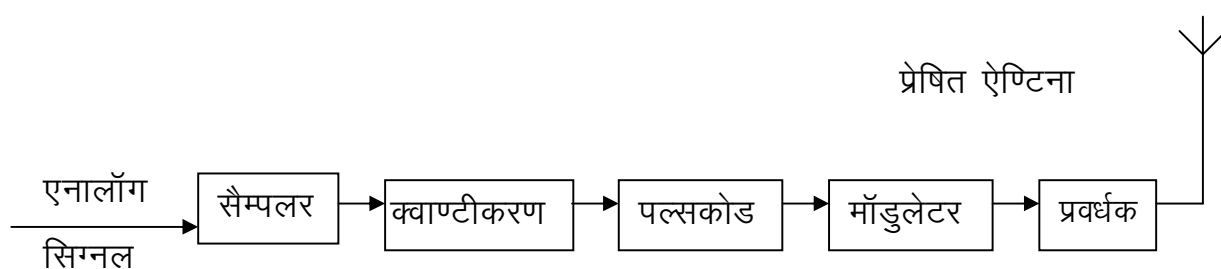 प्रेषित ऐण्टिना
एनालॉग
सिग्नल
सैम्पलर
क्वाण्टीकरण
पल्सकोड
मॉडुलेटर
प्रवर्धक